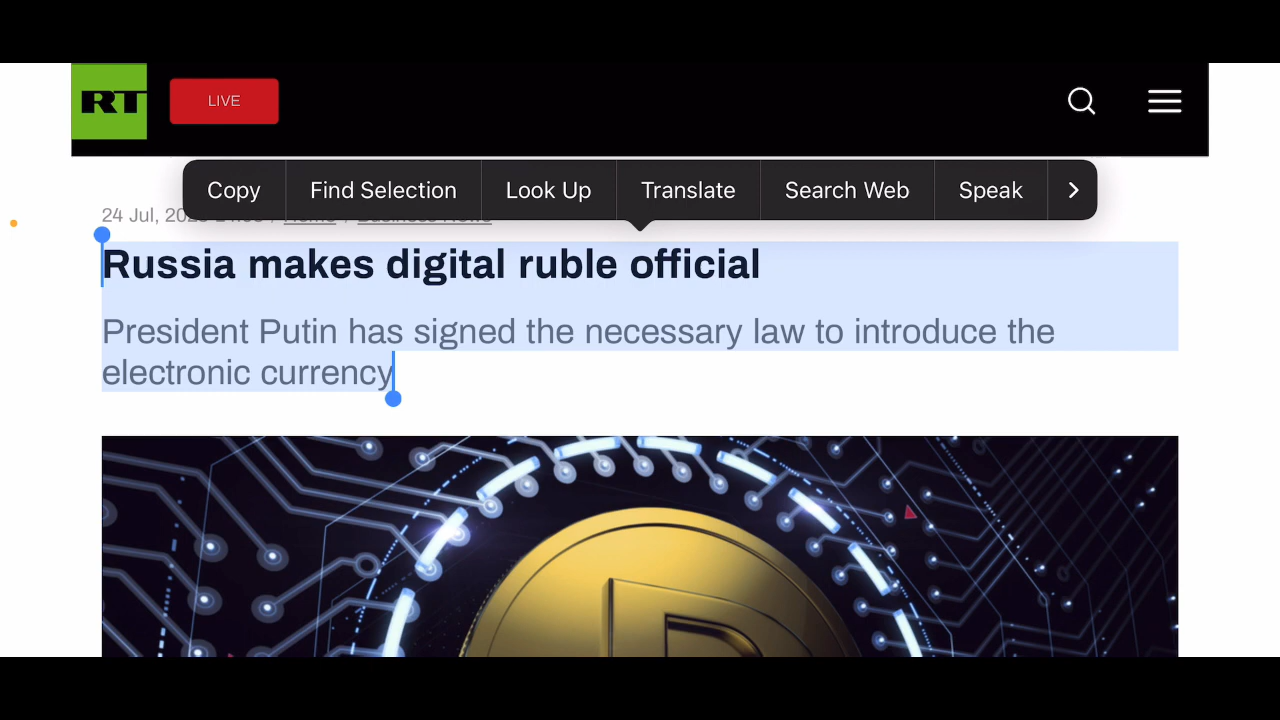 RT
LIVE
Copy Find Selection Look Up Translate Search Web Speak
24 Jul,
Russia makes digital ruble official
President Putin has signed the necessary law to introduce the
electronic currency